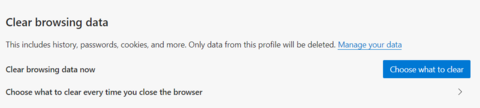 Clear browsing data
This includes history, passwords, cookies, and more. Only data from this profile will be deleted. Manage your data
Clear browsing data now
Choose what to clear
Choose what to clear every time you close the browser